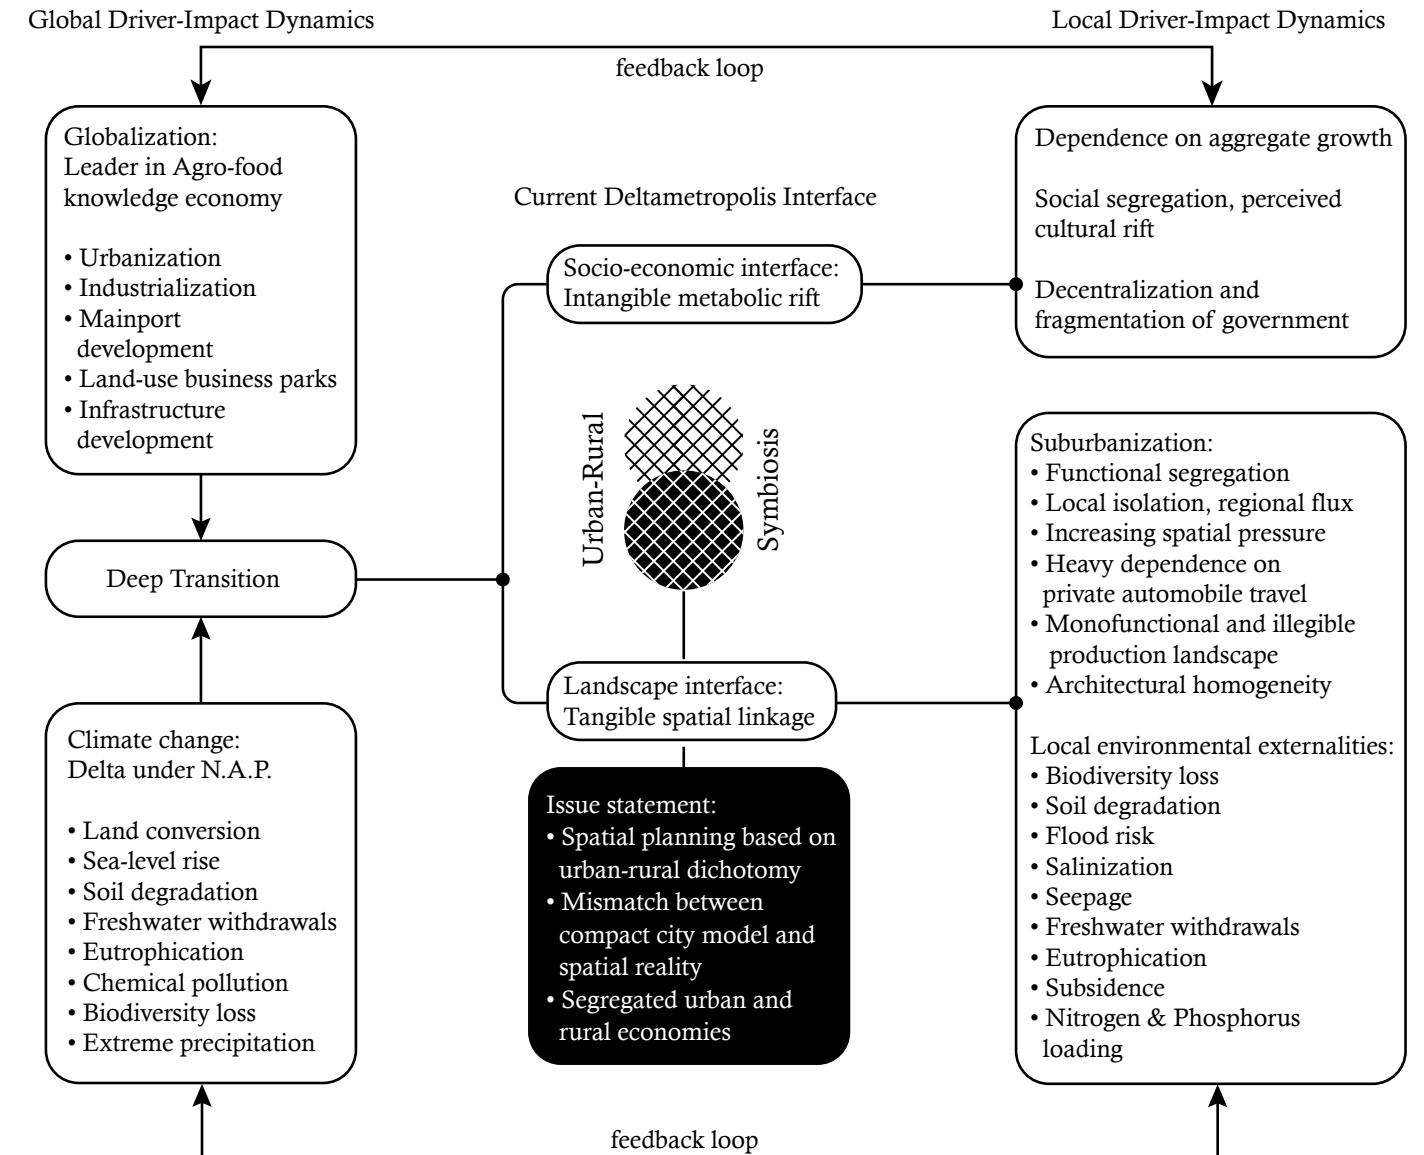 Global Driver-Impact Dynamics
Local Driver-Impact Dynamics
feedback loop
Globalization:
Leader in Agro-food
knowledge economy
• Urbanization
• Industrialization
• Mainport
development
• Land-use business parks
• Infrastructure
development
Deep Transition
Climate change:
Delta under N.A.P.
• Land conversion
• Sea-level rise
• Soil degradation
• Freshwater withdrawals
• Eutrophication
• Chemical pollution
• Biodiversity loss
• Extreme precipitation
Current Deltametropolis Interface
Socio-economic interface:
Intangible metabolic rift
Urban-Rural
Symbiosis
Landscape interface:
Tangible spatial linkage
Issue statement:
• Spatial planning based on
urban-rural dichotomy
• Mismatch between
compact city model and
spatial reality
• Segregated urban and
rural economies
Dependence on aggregate growth
Social segregation, perceived
cultural rift
Decentralization and
fragmentation of government
Suburbanization:
• Functional segregation
• Local isolation, regional flux
• Increasing spatial pressure
• Heavy dependence on
private automobile travel
• Monofunctional and illegible
production landscape
• Architectural homogeneity
Local environmental externalities:
• Biodiversity loss
• Soil degradation
• Flood risk
• Salinization
• Seepage
• Freshwater withdrawals
• Eutrophication
• Subsidence
• Nitrogen & Phosphorus
loading
feedback loop